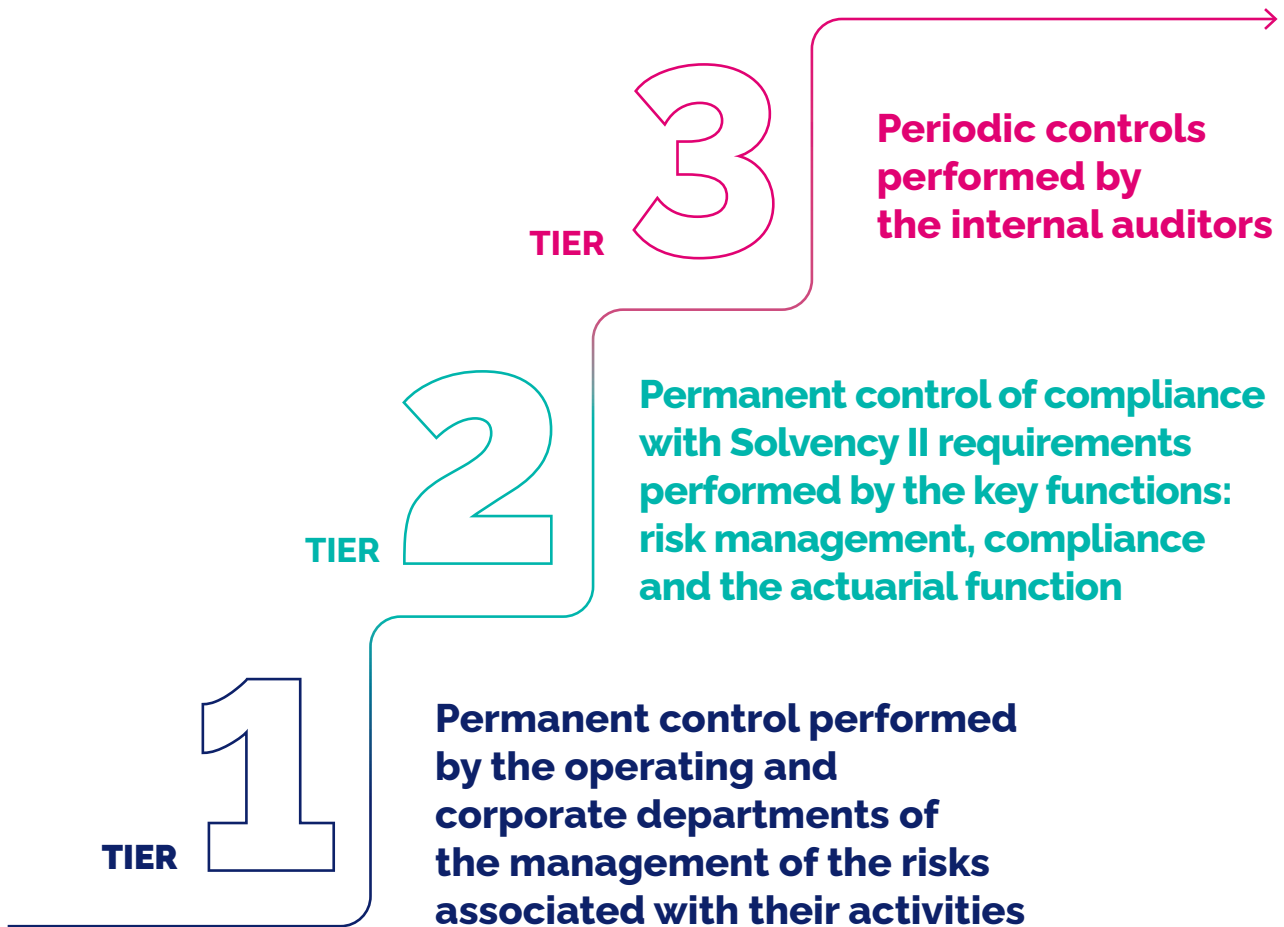 TIER 3
Periodic controls
performed by
the internal auditors
TIER 2
Permanent control of compliance
with Solvency II requirements
performed by the key functions:
risk management, compliance
and the actuarial function
TIER 1
Permanent control performed
by the operating and
corporate departments of
the management of the risks
associated with their activities